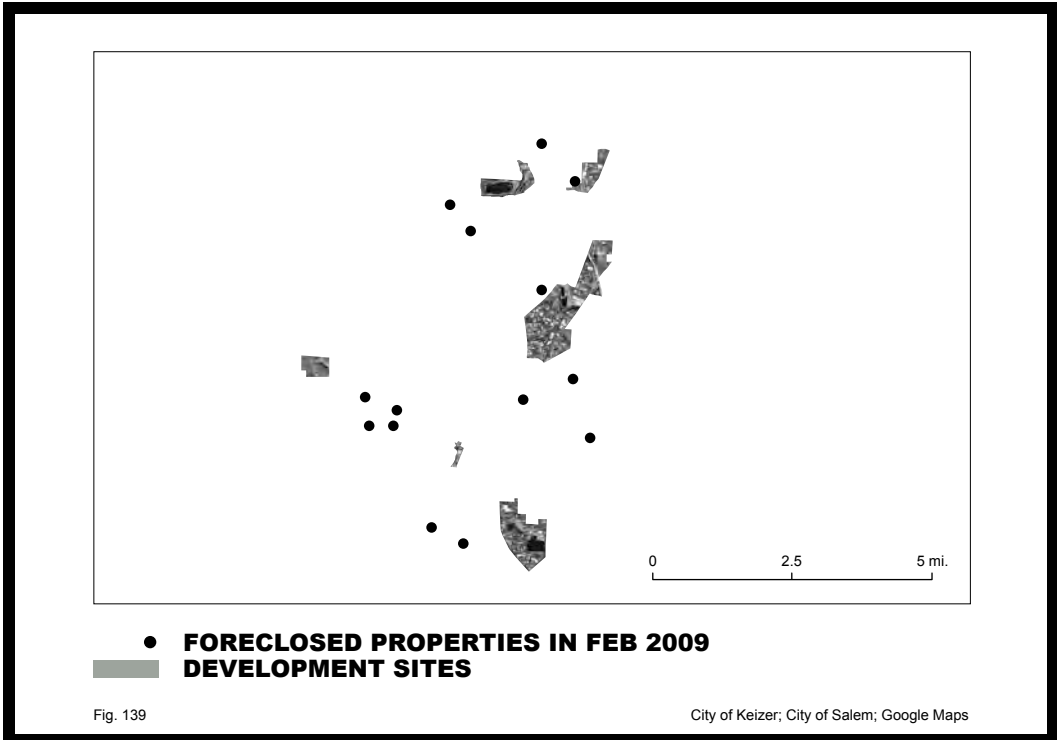 0 2.5 5 mi.
FORECLOSED PROPERTIES IN FEB 2009
DEVELOPMENT SITES
Fig. 139 City of Keizer; City of Salem; Google Maps